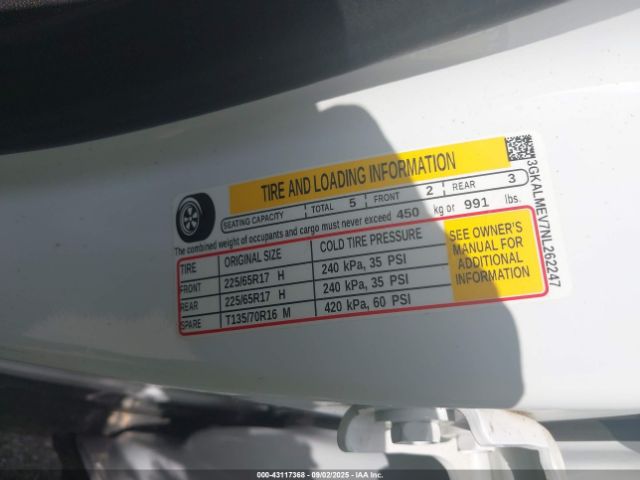 TIRE AND LOADING INFORMATION
SEATING CAPACITY TOTAL 5 FRONT 2 REAR 3
The combined weight of occupants and cargo must never exceed 450 kg or 991 lbs.
TIRE ORIGINAL SIZE COLD TIRE PRESSURE
FRONT 225/65R17 H 240 kPa, 35 PSI
REAR 225/65R17 H 240 kPa, 35 PSI
SPARE T135/70R16 M 420 kPa, 60 PSI
SEE OWNER'S
MANUAL FOR
ADDITIONAL
INFORMATION
3GKALMEV7NL262247
000-43117368 - 09/02/2025 - IAA Inc.